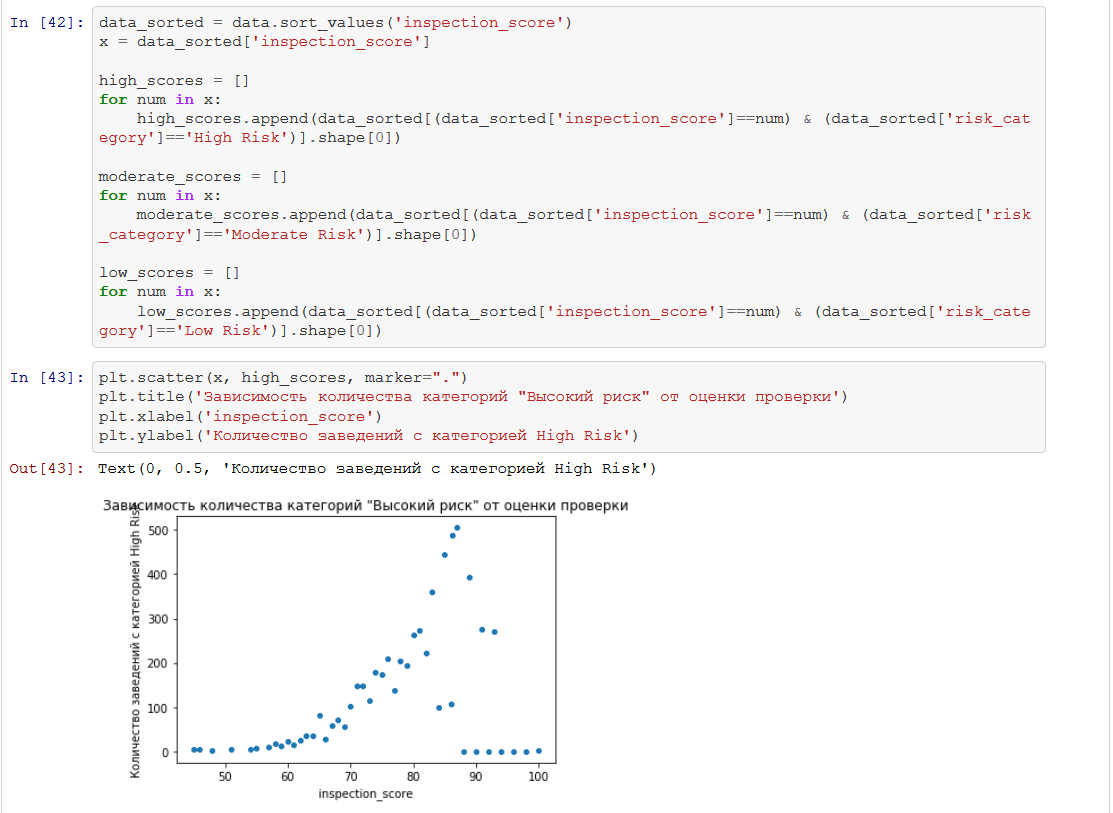 In [42]: data_sorted = data.sort_values('inspection_score')
x = data_sorted['inspection_score']
high_scores = []
for num in x:
    high_scores.append(data_sorted[(data_sorted['inspection_score']==num) & (data_sorted['risk_cat
egory']=='High Risk')].shape[0])
moderate_scores = []
for num in x:
    moderate_scores.append(data_sorted[(data_sorted['inspection_score']==num) & (data_sorted['risk
_category']=='Moderate Risk')].shape[0])
low_scores = []
for num in x:
    low_scores.append(data_sorted[(data_sorted['inspection_score']==num) & (data_sorted['risk_cate
gory']=='Low Risk')].shape[0])
In [43]: plt.scatter(x, high_scores, marker=".")
plt.title('Зависимость количества категорий "Высокий риск" от оценки проверки')
plt.xlabel('inspection_score')
plt.ylabel('Количество заведений с категорией High Risk')
Out[43]: Text(0, 0.5, 'Количество заведений с категорией High Risk')
Зависимость количества категорий "Высокий риск" от оценки проверки
Количество заведений с категорией High Risk
500
400
300
200
100
0
50 60 70 80 90 100
inspection_score